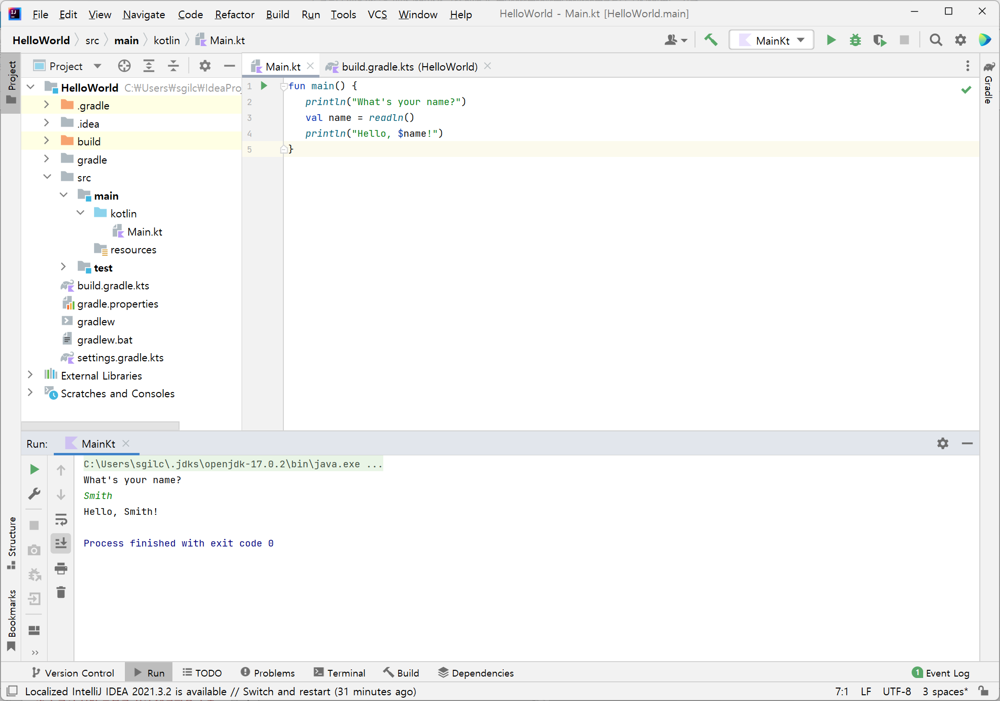 File Edit View Navigate Code Refactor Build Run Tools VCS Window Help HelloWorld - Main.kt [HelloWorld.main]
HelloWorld src main kotlin Main.kt MainKt
Project
Project
HelloWorld C:₩Users₩sgilc₩IdeaPro
.gradle
.idea
build
gradle
src
main
kotlin
Main.kt
resources
test
build.gradle.kts
gradle.properties
gradlew
gradlew.bat
settings.gradle.kts
External Libraries
Scratches and Consoles
Main.kt build.gradle.kts (HelloWorld)
1 fun main() {
2 println("What's your name?")
3 val name = readln()
4 println("Hello, $name!")
5 }
Gradle
Run: MainKt
C:\Users\sgilc\.jdks\openjdk-17.0.2\bin\java.exe ...
What's your name?
Smith
Hello, Smith!
Process finished with exit code 0
Structure
Bookmarks
Version Control Run TODO Problems Terminal Build Dependencies 1 Event Log
Localized IntelliJ IDEA 2021.3.2 is available // Switch and restart (31 minutes ago) 7:1 LF UTF-8 3 spaces*